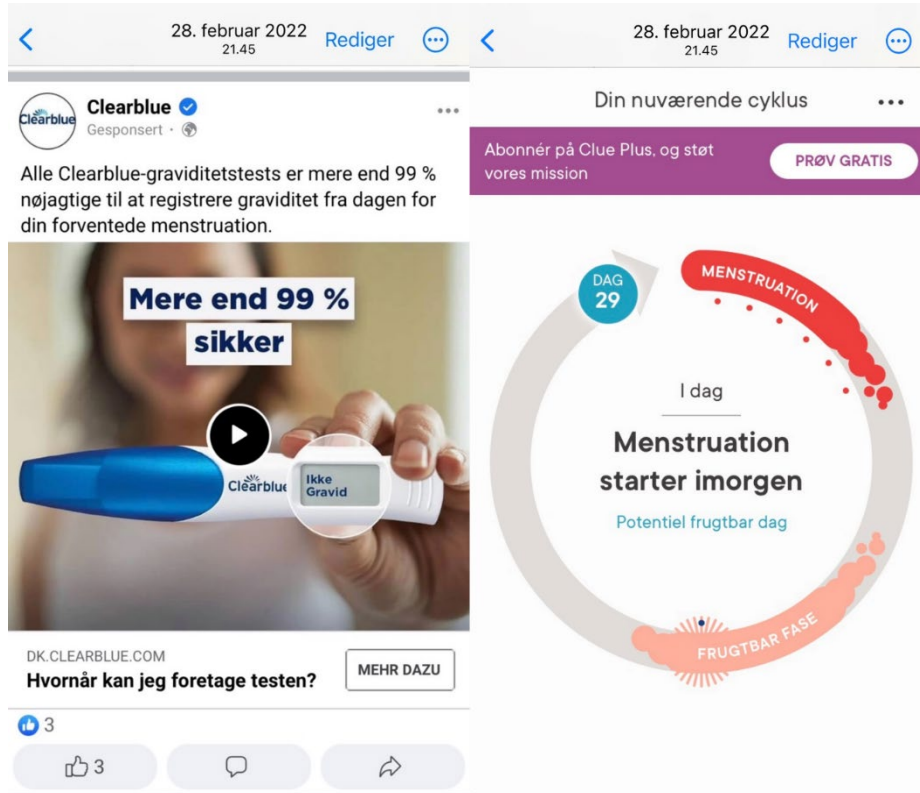 28. februar 2022
21.45
Rediger
Clearblue
Clearblue
Gesponsert ·
Alle Clearblue-graviditetstests er mere end 99 %
nøjagtige til at registrere graviditet fra dagen for
din forventede menstruation.
Mere end 99 %
sikker
Clearblue
Ikke
Gravid
DK.CLEARBLUE.COM
Hvornår kan jeg foretage testen?
MEHR DAZU
3
3
28. februar 2022
21.45
Rediger
Din nuværende cyklus
Abonnér på Clue Plus, og støt
vores mission
PRØV GRATIS
DAG
29
MENSTRUATION
I dag
Menstruation
starter imorgen
Potentiel frugtbar dag
FRUGTBAR FASE